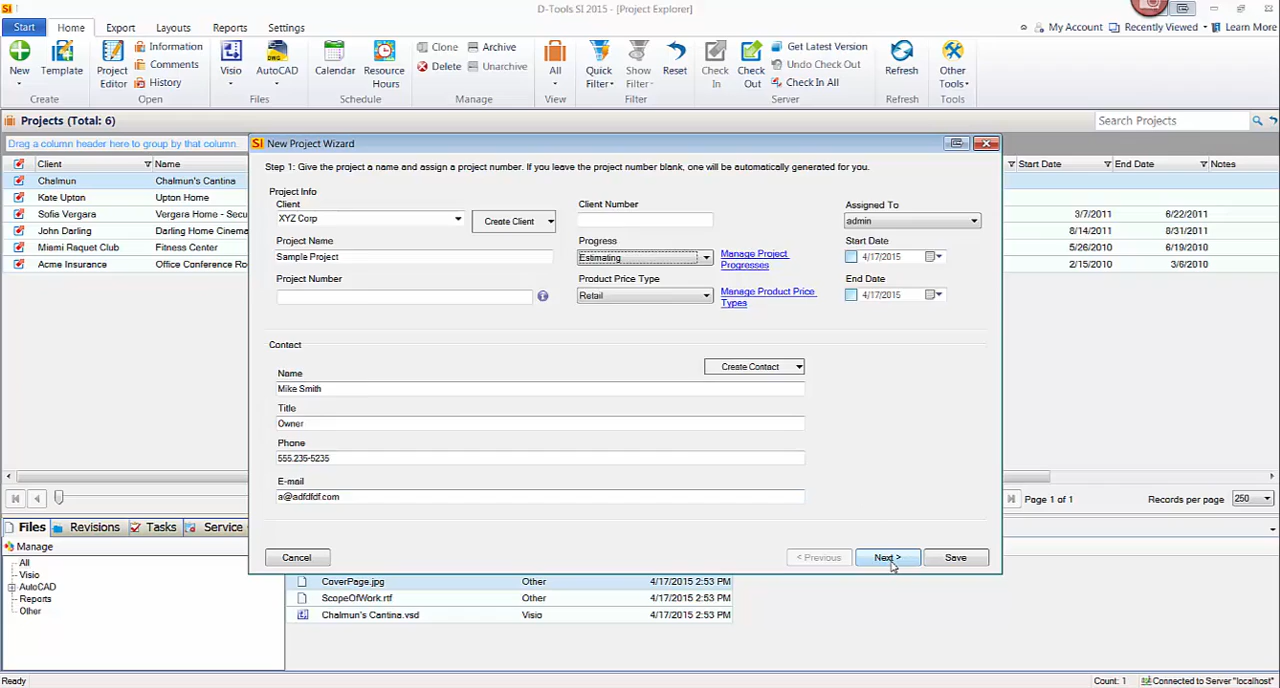 SI
D-Tools SI 2015 - [Project Explorer]
Start Home Export Layouts Reports Settings
My Account Recently Viewed Learn More
New Template Project Editor Information Comments History Visio AutoCAD Calendar Resource Hours Clone Delete Archive Unarchive All Quick Filter Show Filter Reset Check In Check Out Get Latest Version Undo Check Out Check In All Refresh Other Tools
Create Open Files Schedule Manage View Filter Server Refresh Tools
Projects (Total: 6) Search Projects
Drag a column header here to group by that column.
Client Name Start Date End Date Notes
Chalmun Chalmun's Cantina
Kate Upton Upton Home
Sofia Vergara Vergara Home - Secu 3/7/2011 6/22/2011
John Darling Darling Home Cinema 8/14/2011 8/31/2011
Miami Raquet Club Fitness Center 5/26/2010 6/19/2010
Acme Insurance Office Conference Ro 2/15/2010 3/6/2010
SI New Project Wizard
Step 1: Give the project a name and assign a project number. If you leave the project number blank, one will be automatically generated for you.
Project Info
Client Client Number Assigned To
XYZ Corp Create Client admin
Project Name Progress Start Date
Sample Project Estimating Manage Project Progresses 4/17/2015
Project Number Product Price Type End Date
Retail Manage Product Price Types 4/17/2015
Contact
Create Contact
Name
Mike Smith
Title
Owner
Phone
555.235-5235
E-mail
a@adfdfdf.com
Cancel < Previous Next > Save
Page 1 of 1 Records per page 250
Files Revisions Tasks Service
Manage
All
Visio
AutoCAD
Reports
Other
CoverPage.jpg Other 4/17/2015 2:53 PM
ScopeOfWork.rtf Other 4/17/2015 2:53 PM
Chalmun's Cantina.vsd Visio 4/17/2015 2:53 PM
Ready Count: 1 Connected to Server "localhost"